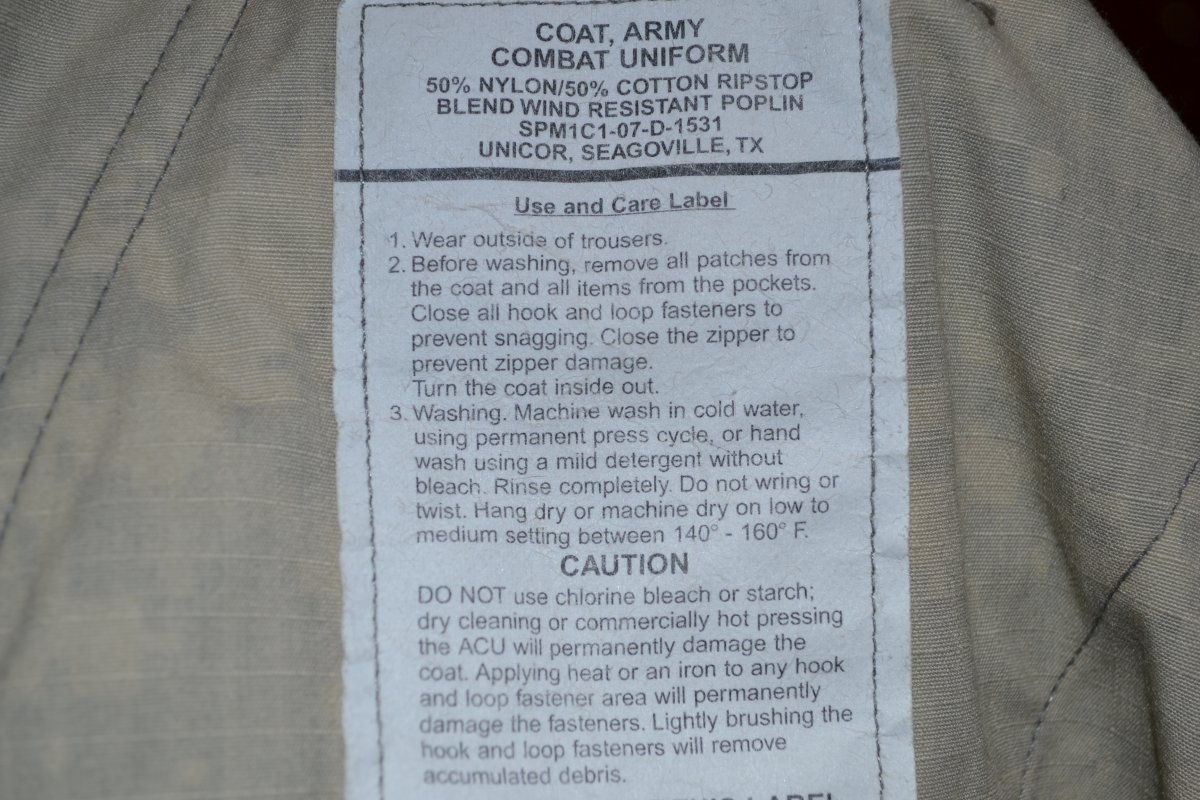 COAT, ARMY
COMBAT UNIFORM
50% NYLON/50% COTTON RIPSTOP
BLEND WIND RESISTANT POPLIN
SPM1C1-07-D-1531
UNICOR, SEAGOVILLE, TX
Use and Care Label
1. Wear outside of trousers.
2. Before washing, remove all patches from
the coat and all items from the pockets.
Close all hook and loop fasteners to
prevent snagging. Close the zipper to
prevent zipper damage.
Turn the coat inside out.
3. Washing. Machine wash in cold water,
using permanent press cycle, or hand
wash using a mild detergent without
bleach. Rinse completely. Do not wring or
twist. Hang dry or machine dry on low to
medium setting between 140° - 160° F.
CAUTION
DO NOT use chlorine bleach or starch;
dry cleaning or commercially hot pressing
the ACU will permanently damage the
coat. Applying heat or an iron to any hook
and loop fastener area will permanently
damage the fasteners. Lightly brushing the
hook and loop fasteners will remove
accumulated debris.
LABEL